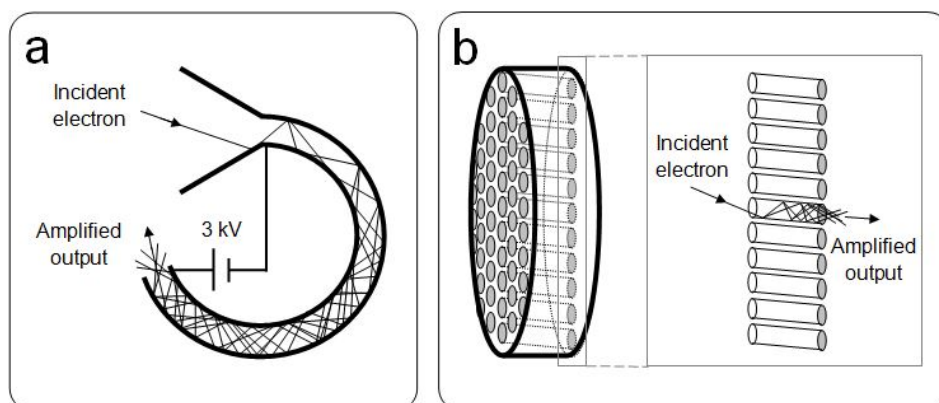 a
Incident
electron
Amplified
output
3 kV
b
Incident
electron
Amplified
output